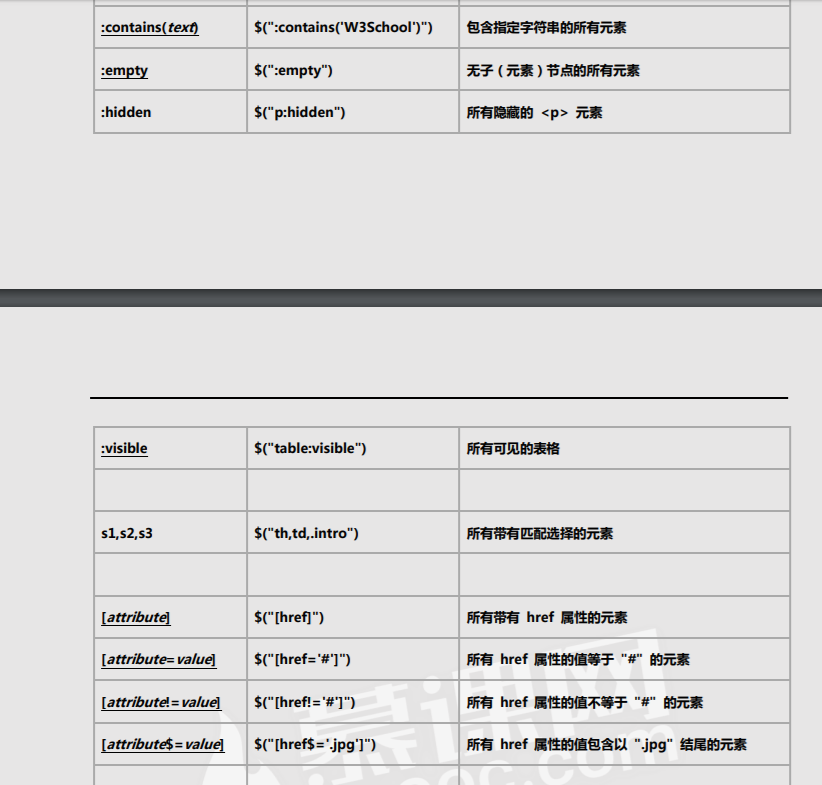 :contains(text) $(":contains('W3School')") 包含指定字符串的所有元素
:empty $(":empty") 无子（元素）节点的所有元素
:hidden $("p:hidden") 所有隐藏的 <p> 元素
:visible $("table:visible") 所有可见的表格
s1,s2,s3 $("th,td,.intro") 所有带有匹配选择的元素
[attribute] $("[href]") 所有带有 href 属性的元素
[attribute=value] $("[href='#']") 所有 href 属性的值等于 "#" 的元素
[attribute!=value] $("[href!='#']") 所有 href 属性的值不等于 "#" 的元素
[attribute$=value] $("[href$='.jpg']") 所有 href 属性的值包含以 ".jpg" 结尾的元素
慕课网